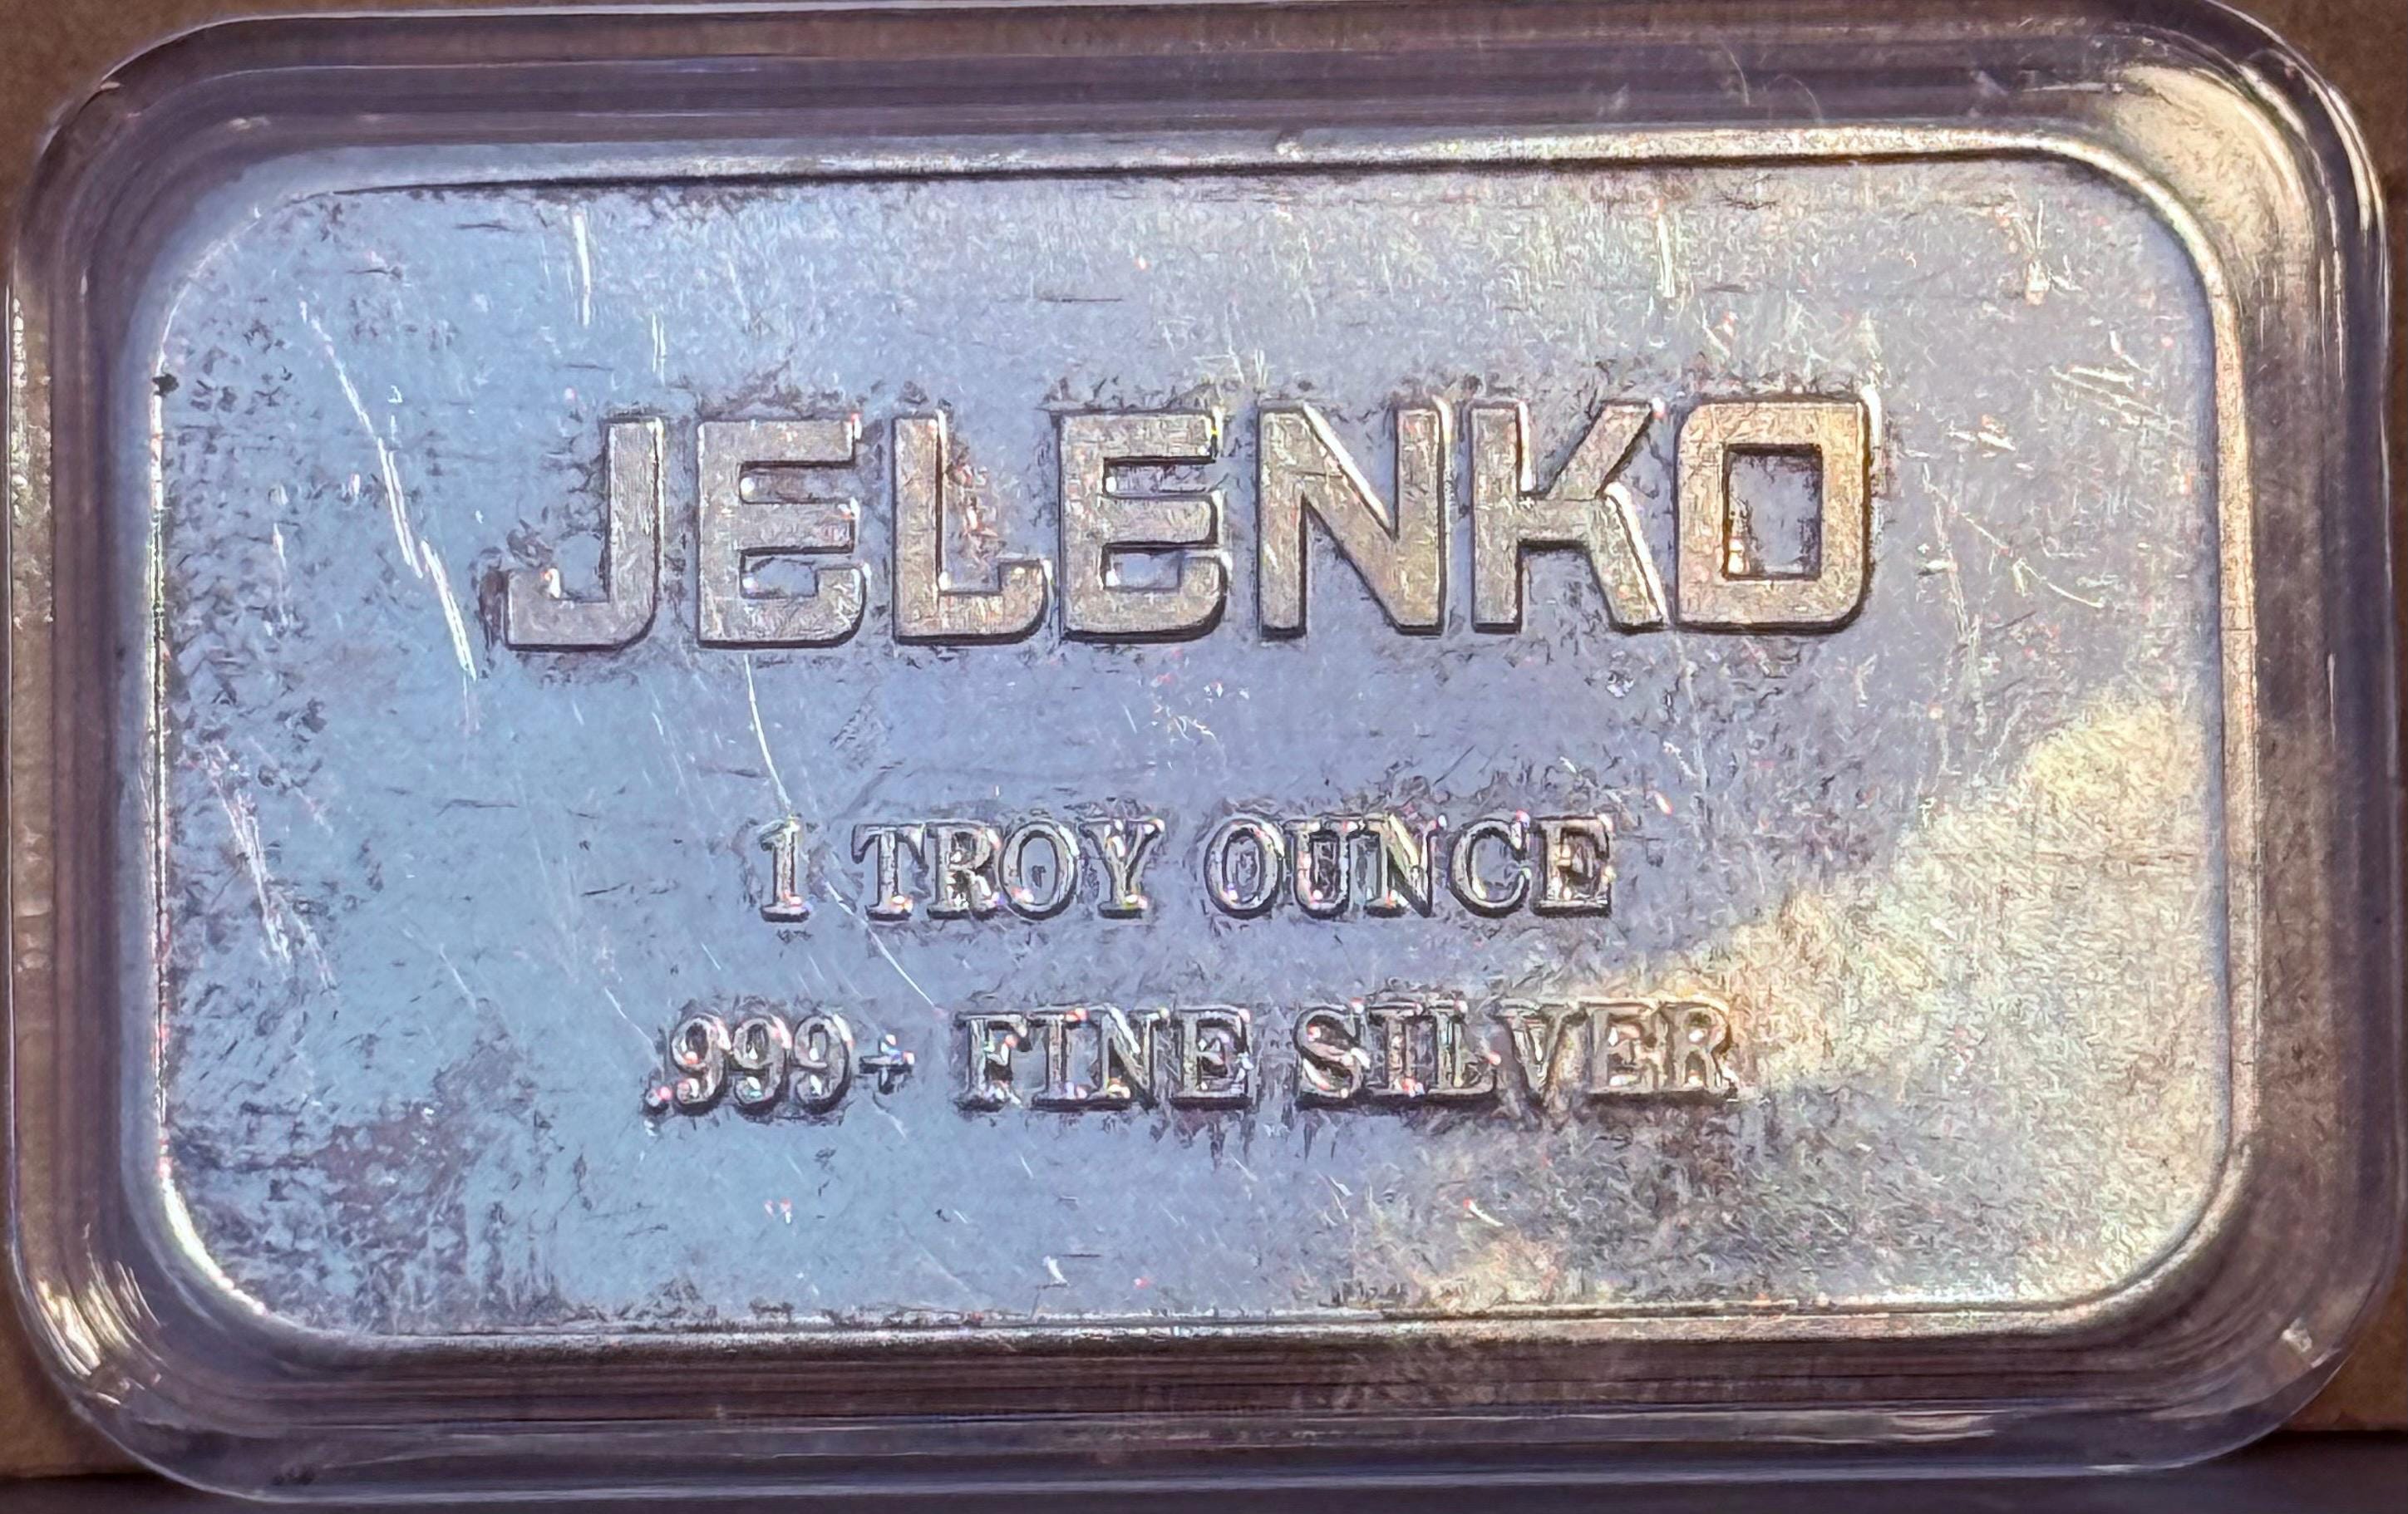 JELENKO
1 TROY OUNCE
.999+ FINE SILVER